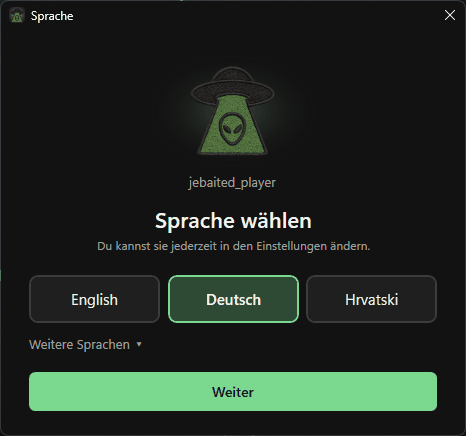 Sprache
jebaited_player
Sprache wählen
Du kannst sie jederzeit in den Einstellungen ändern.
English
Deutsch
Hrvatski
Weitere Sprachen
Weiter